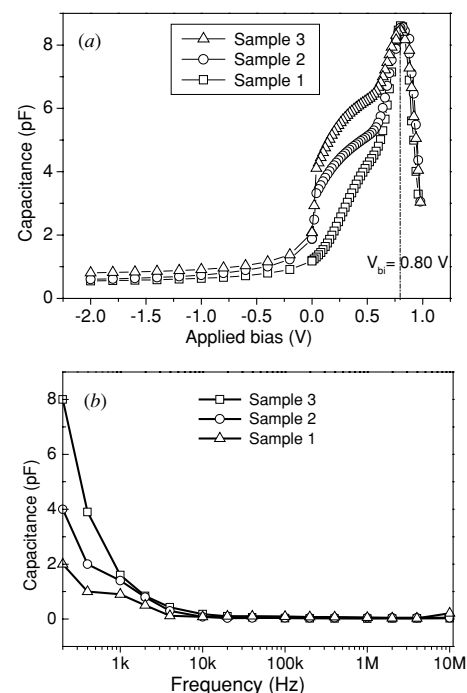 (a)
Sample 3
Sample 2
Sample 1
8
6
4
2
0
Capacitance (pF)
V_bi = 0.80 V
-2.0 -1.5 -1.0 -0.5 0.0 0.5 1.0
Applied bias (V)
(b)
Sample 3
Sample 2
Sample 1
8
6
4
2
0
Capacitance (pF)
1k 10k 100k 1M 10M
Frequency (Hz)